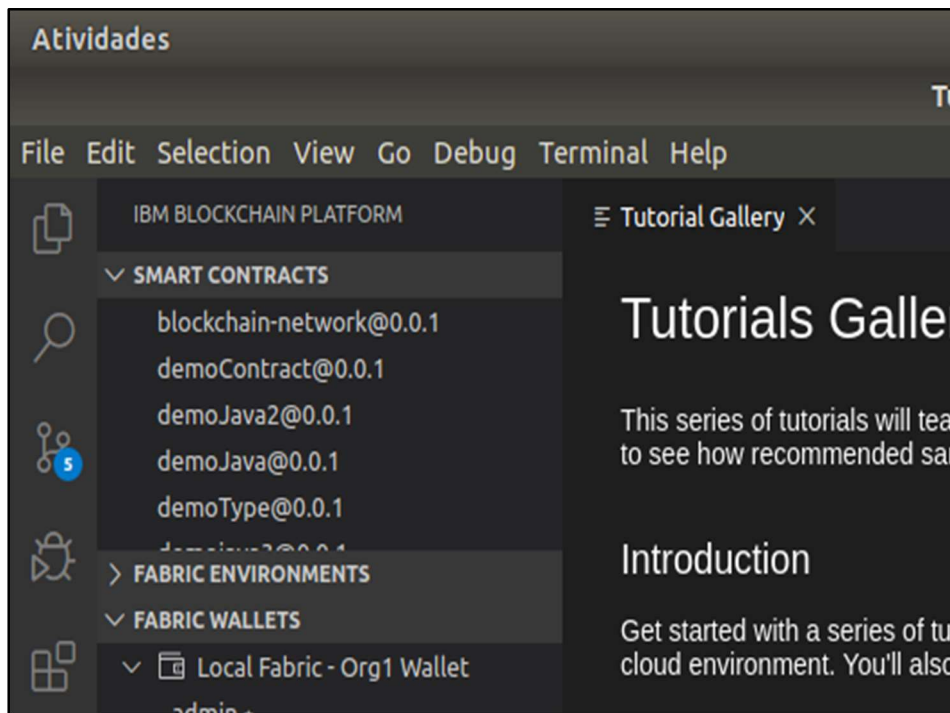 Atividades
File Edit Selection View Go Debug Terminal Help
IBM BLOCKCHAIN PLATFORM
SMART CONTRACTS
blockchain-network@0.0.1
demoContract@0.0.1
demoJava2@0.0.1
demoJava@0.0.1
demoType@0.0.1
5
FABRIC ENVIRONMENTS
FABRIC WALLETS
Local Fabric - Org1 Wallet
Tutorial Gallery
Tutorials Galle
This series of tutorials will tea
to see how recommended sa
Introduction
Get started with a series of tu
cloud environment. You'll also